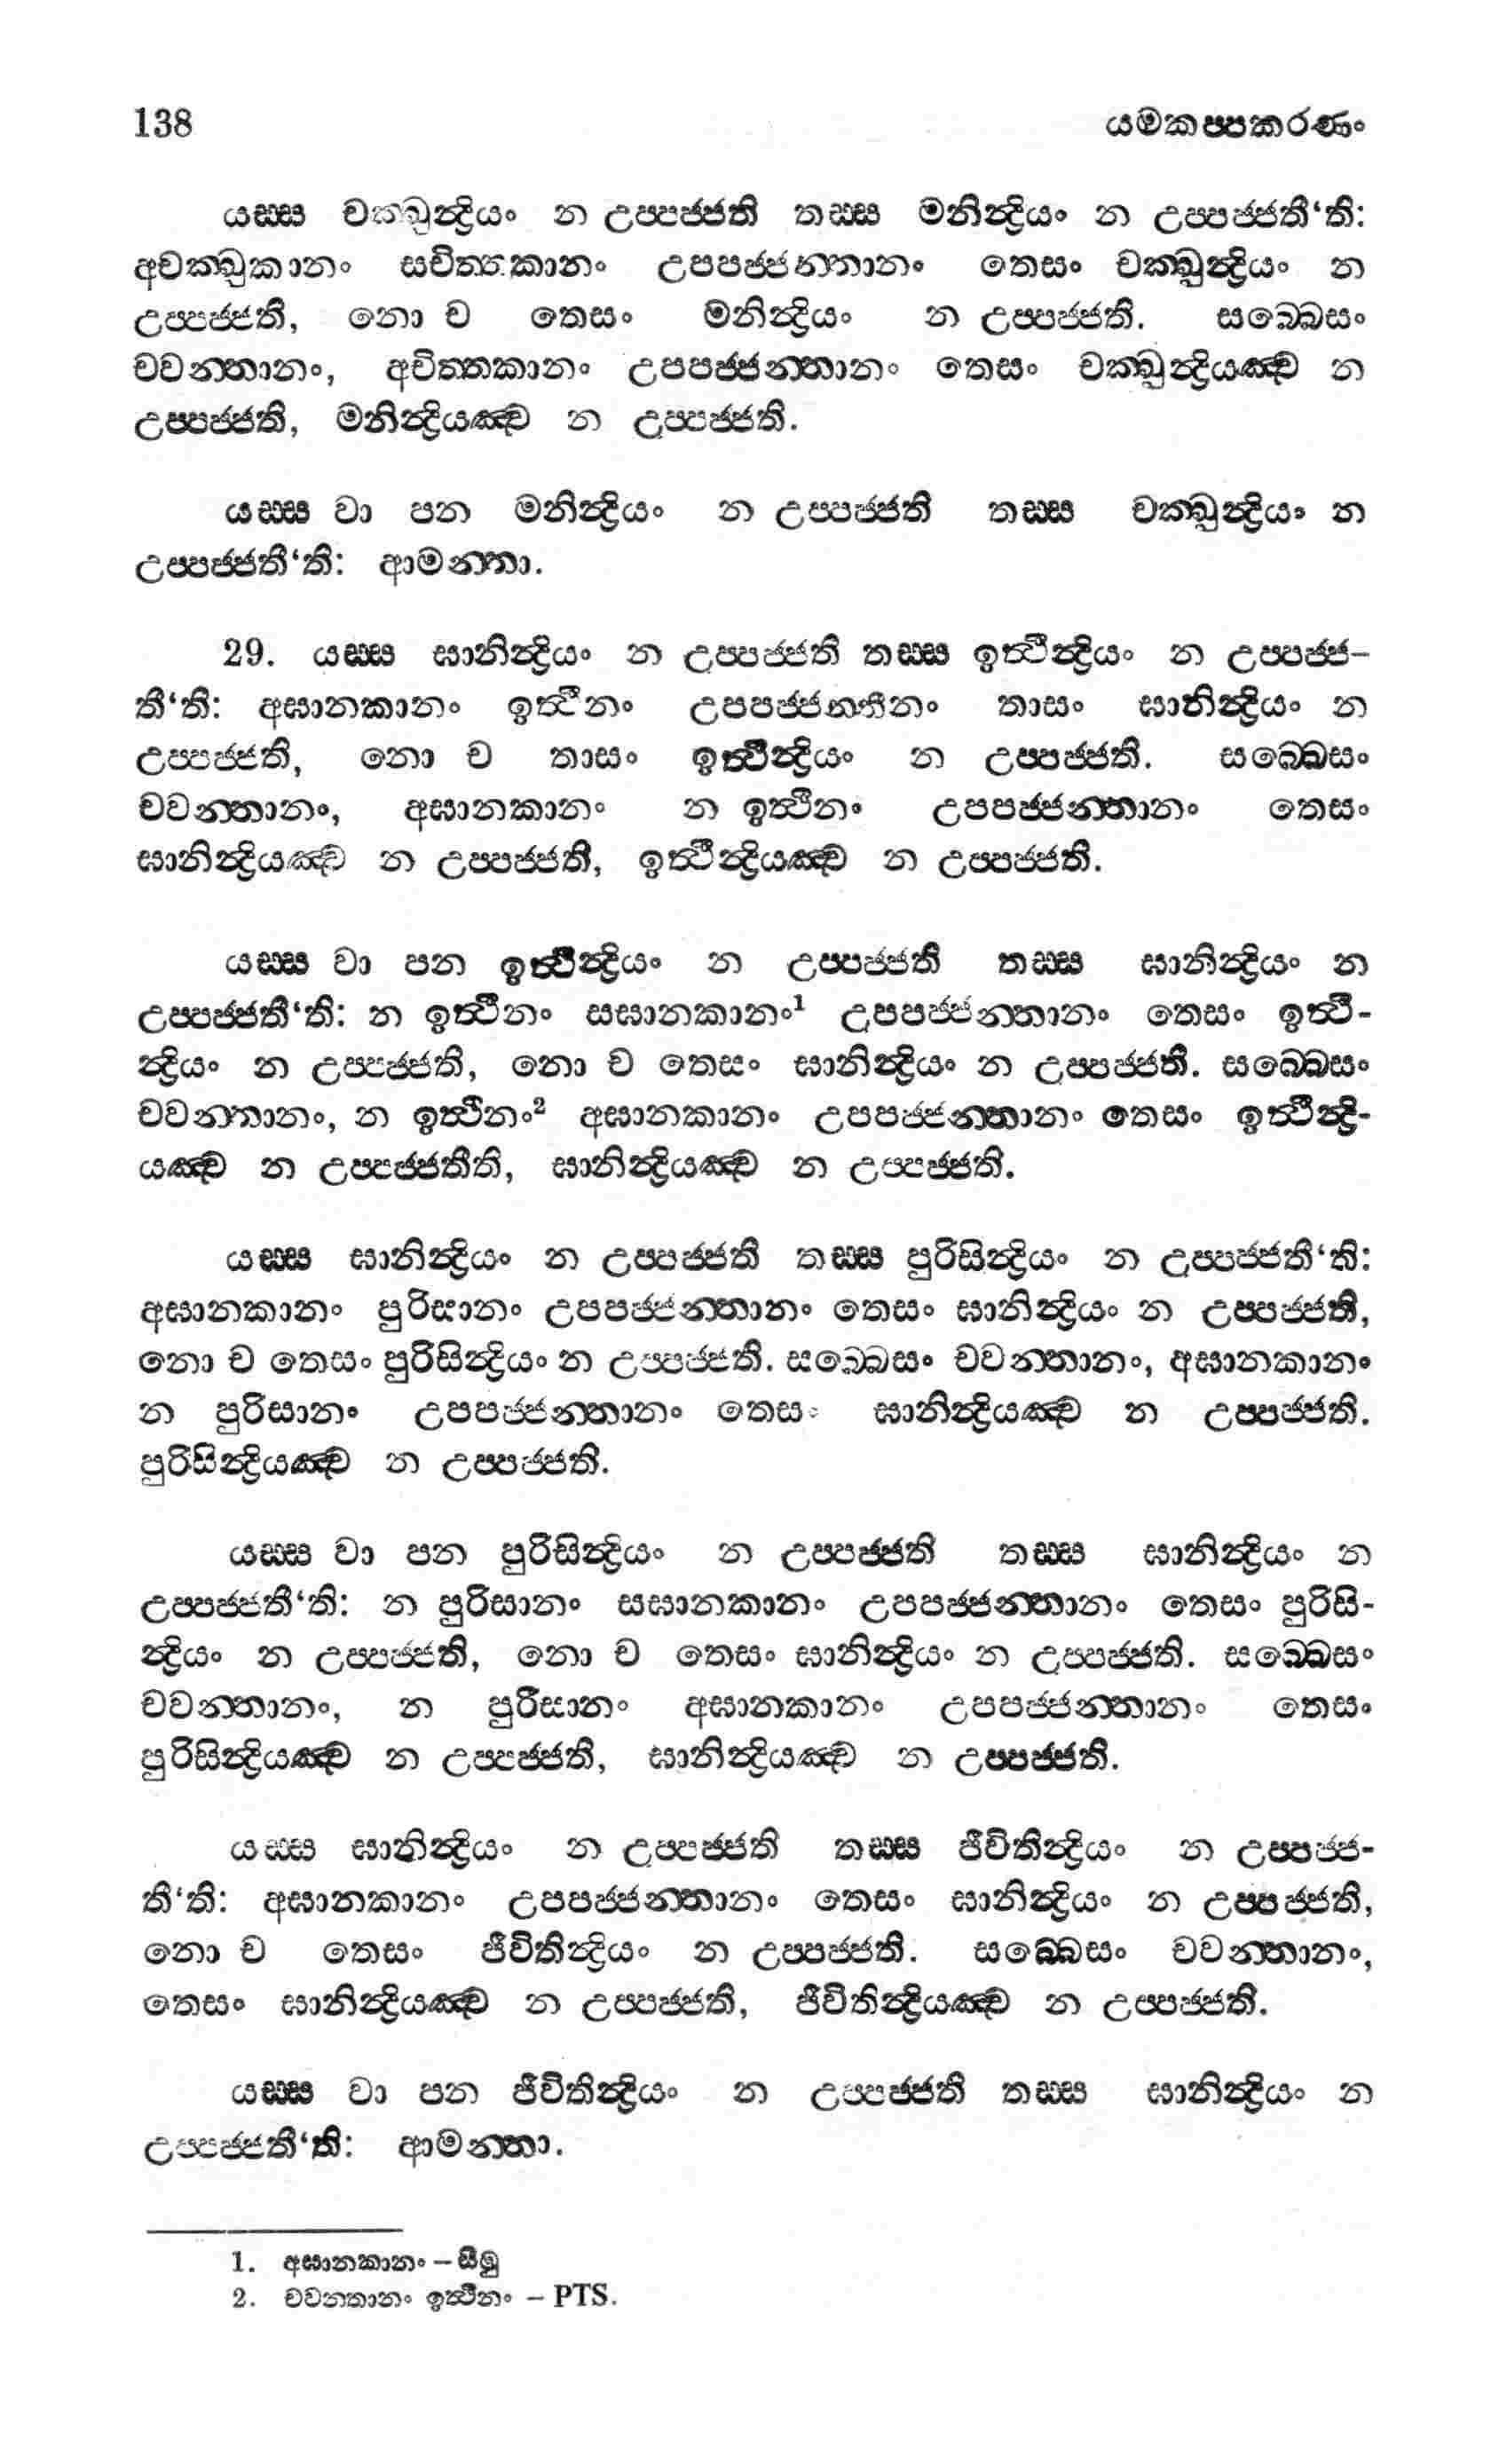 138 යමකප්පකරණං
යස්ස චක්ඛුන්ද්‍රියං න උප්පජ්ජති තස්ස මනින්ද්‍රියං න උප්පජ්ජතී‘ති:
අචක්ඛුකානං සචිත්තකානං උපපජ්ජන්තානං තෙසං චක්ඛුන්ද්‍රියං න
උප්පජ්ජති, නො ච තෙසං මනින්ද්‍රියං න උප්පජ්ජති. සබ්බෙසං
චවන්තානං, අචිත්තකානං උපපජ්ජන්තානං තෙසං චක්ඛුන්ද්‍රියඤ්ච න
උප්පජ්ජති, මනින්ද්‍රියඤ්ච න උප්පජ්ජති.
යස්ස වා පන මනින්ද්‍රියං න උප්පජ්ජති තස්ස චක්ඛුන්ද්‍රියං න
උප්පජ්ජතී‘ති: ආමන්තා.
29. යස්ස ඝානින්ද්‍රියං න උප්පජ්ජති තස්ස ඉත්ථින්ද්‍රියං න උප්පජ්ජ-
තී‘ති: අඝානකානං ඉත්ථීනං උපපජ්ජන්තීනං තාසං ඝානින්ද්‍රියං න
උප්පජ්ජති, නො ච තාසං ඉත්ථින්ද්‍රියං න උප්පජ්ජති. සබ්බෙසං
චවන්තානං, අඝානකානං න ඉත්ථීනං උපපජ්ජන්තානං තෙසං
ඝානින්ද්‍රියඤ්ච න උප්පජ්ජති, ඉත්ථින්ද්‍රියඤ්ච න උප්පජ්ජති.
යස්ස වා පන ඉත්ථින්ද්‍රියං න උප්පජ්ජති තස්ස ඝානින්ද්‍රියං න
උප්පජ්ජතී‘ති: න ඉත්ථීනං සඝානකානං1 උපපජ්ජන්තානං තෙසං ඉත්ථි-
න්ද්‍රියං න උප්පජ්ජති, නො ච තෙසං ඝානින්ද්‍රියං න උප්පජ්ජති. සබ්බෙසං
චවන්තානං, න ඉත්ථීනං2 අඝානකානං උපපජ්ජන්තානං තෙසං ඉත්ථින්ද්‍රි-
යඤ්ච න උප්පජ්ජතීති, ඝානින්ද්‍රියඤ්ච න උප්පජ්ජති.
යස්ස ඝානින්ද්‍රියං න උප්පජ්ජති තස්ස පුරිසින්ද්‍රියං න උප්පජ්ජතී‘ති:
අඝානකානං පුරිසානං උපපජ්ජන්තානං තෙසං ඝානින්ද්‍රියං න උප්පජ්ජති,
නො ච තෙසං පුරිසින්ද්‍රියං න උප්පජ්ජති. සබ්බෙසං චවන්තානං, අඝානකානං
න පුරිසානං උපපජ්ජන්තානං තෙසං ඝානින්ද්‍රියඤ්ච න උප්පජ්ජති.
පුරිසින්ද්‍රියඤ්ච න උප්පජ්ජති.
යස්ස වා පන පුරිසින්ද්‍රියං න උප්පජ්ජති තස්ස ඝානින්ද්‍රියං න
උප්පජ්ජතී‘ති: න පුරිසානං සඝානකානං උපපජ්ජන්තානං තෙසං පුරිසි-
න්ද්‍රියං න උප්පජ්ජති, නො ච තෙසං ඝානින්ද්‍රියං න උප්පජ්ජති. සබ්බෙසං
චවන්තානං, න පුරිසානං අඝානකානං උපපජ්ජන්තානං තෙසං
පුරිසින්ද්‍රියඤ්ච න උප්පජ්ජති, ඝානින්ද්‍රියඤ්ච න උප්පජ්ජති.
යස්ස ඝානින්ද්‍රියං න උප්පජ්ජති තස්ස ජීවිතින්ද්‍රියං න උප්පජ්ජ-
තී‘ති: අඝානකානං උපපජ්ජන්තානං තෙසං ඝානින්ද්‍රියං න උප්පජ්ජති,
නො ච තෙසං ජීවිතින්ද්‍රියං න උප්පජ්ජති. සබ්බෙසං චවන්තානං,
තෙසං ඝානින්ද්‍රියඤ්ච න උප්පජ්ජති, ජීවිතින්ද්‍රියඤ්ච න උප්පජ්ජති.
යස්ස වා පන ජීවිතින්ද්‍රියං න උප්පජ්ජති තස්ස ඝානින්ද්‍රියං න
උප්පජ්ජතී‘ති: ආමන්තා.
1. අඝානකානං – සීමු
2. චවනතානං ඉත්ථීනං – PTS.